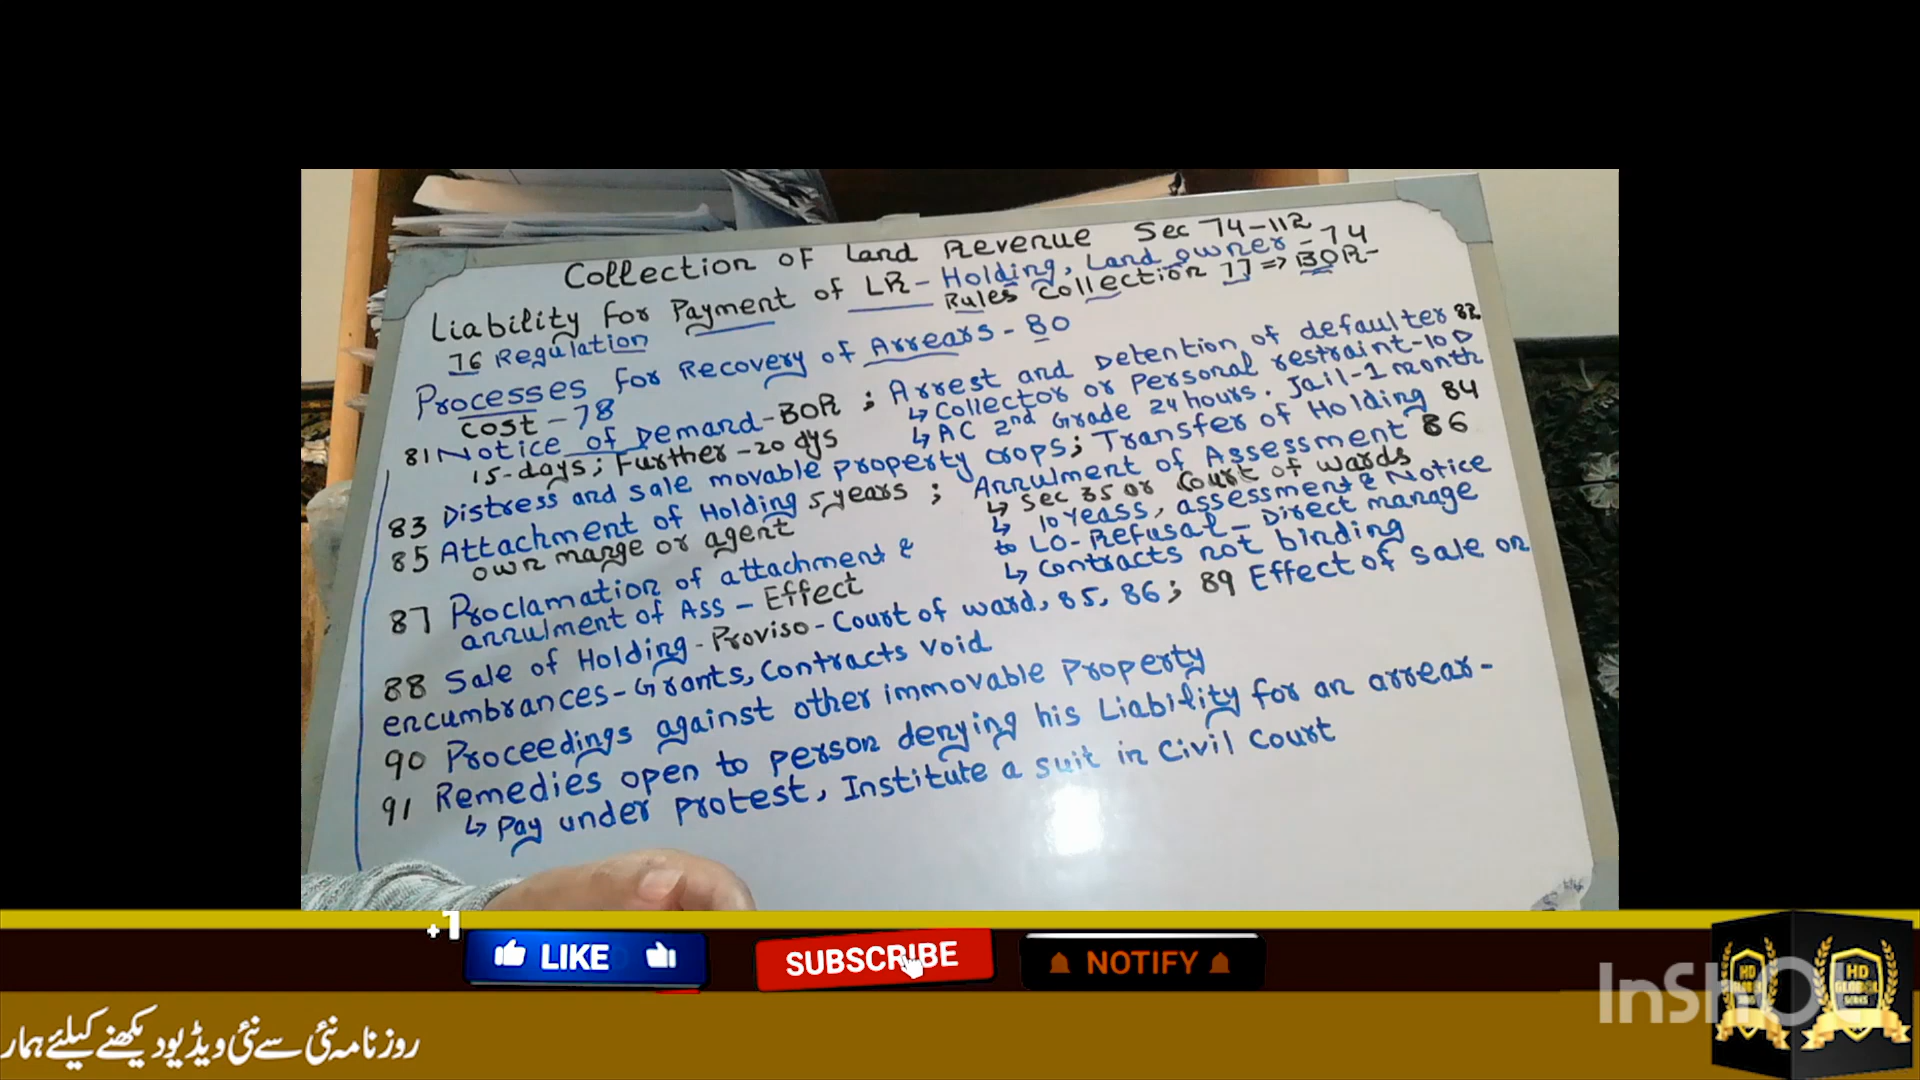 Collection of Land Revenue Sec 74-112
Liability for Payment of LR - Holding, Land owner - 74
76 Regulation Rules Collection 77 => BOR-
Processes for Recovery of Arrears - 80
cost - 78
81 Notice of Demand - BOR ; Arrest and Detention of defaulter 82
15-days; Further - 20 dys ↳ Collector or Personal restraint-10 D
↳ AC 2nd Grade 24 hours. Jail-1 month
83 Distress and sale movable property crops; Transfer of Holding 84
85 Attachment of Holding 5 years ; Annulment of Assessment 86
own mange or agent ↳ Sec 35 or Court of wards
↳ 10 yeass, assessment & Notice
to LO-Refusal - Direct manage
87 Proclamation of attachment & ↳ contracts not binding
annulment of Ass - Effect
88 Sale of Holding - Proviso - Court of ward, 85, 86 ; 89 Effect of Sale on
encumbrances - Grants, Contracts void
90 Proceedings against other immovable Property
91 Remedies open to person denying his Liability for an arrear-
↳ Pay under Protest, Institute a suit in Civil Court
+1
LIKE
SUBSCRIBE
NOTIFY
InShO
HD
HD
روزنامہ نئی سے نئی ویڈیو دیکھنے کیلئے ہمار